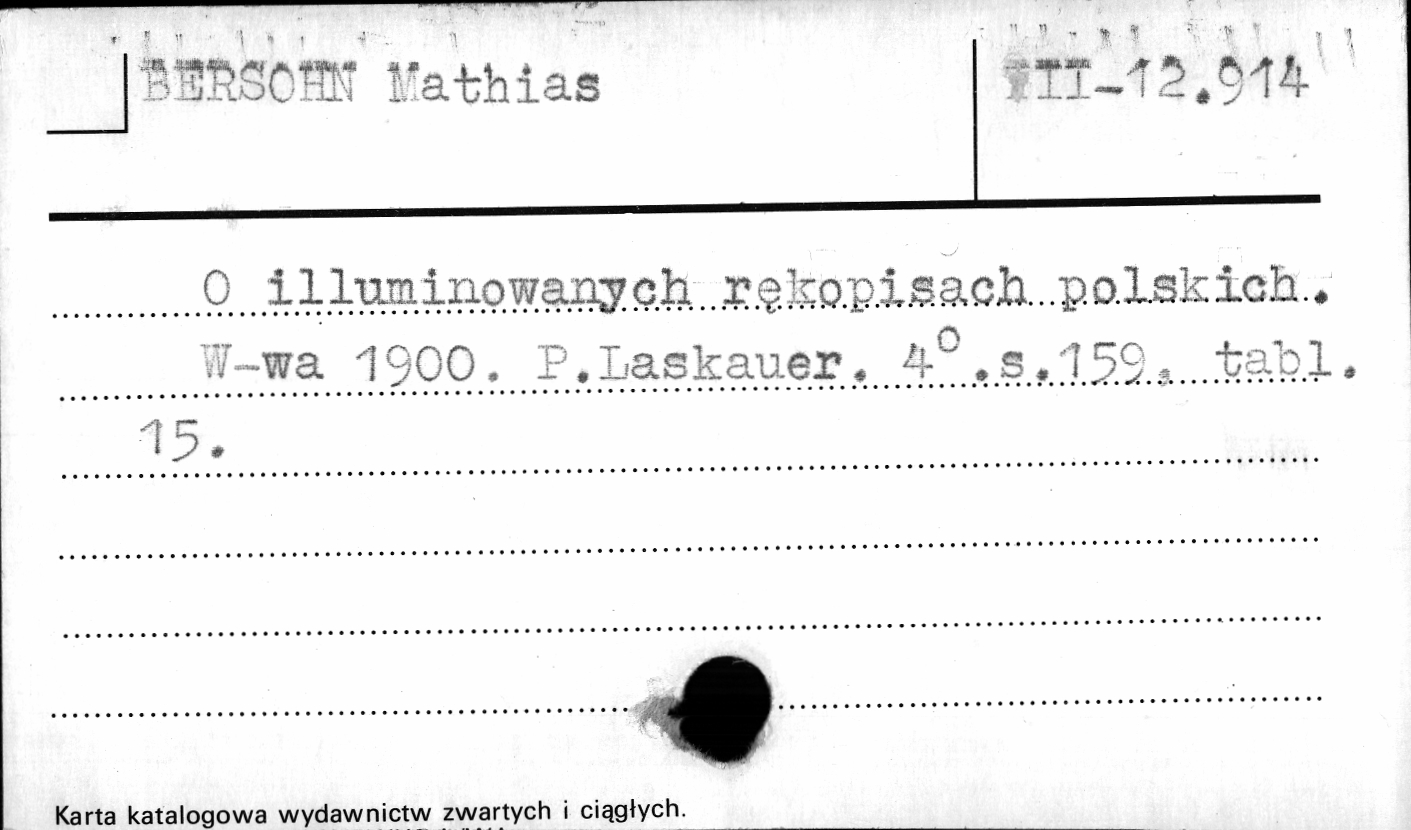 BERSOHN Mathias
III-12.914
O illuminowanych rękopisach polskich.
W-wa 1900. P.Laskauer. 4° .s.159, tabl.
15.
Karta katalogowa wydawnictw zwartych i ciągłych.